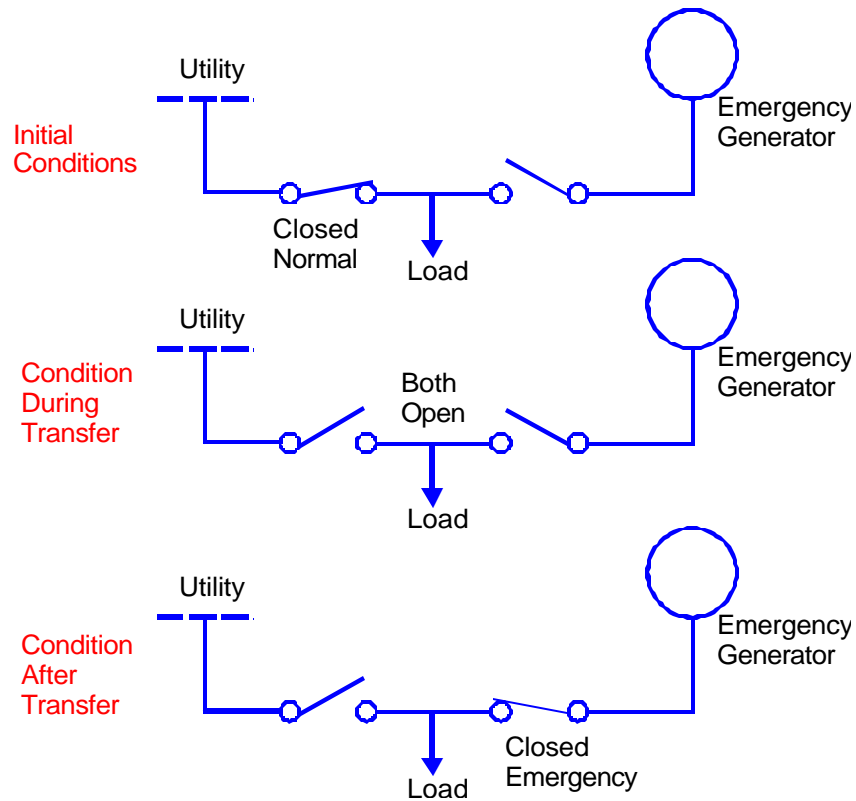 Utility
Emergency
Generator
Initial
Conditions
Closed
Normal
Load
Utility
Emergency
Generator
Condition
During
Transfer
Both
Open
Load
Utility
Emergency
Generator
Condition
After
Transfer
Closed
Emergency
Load